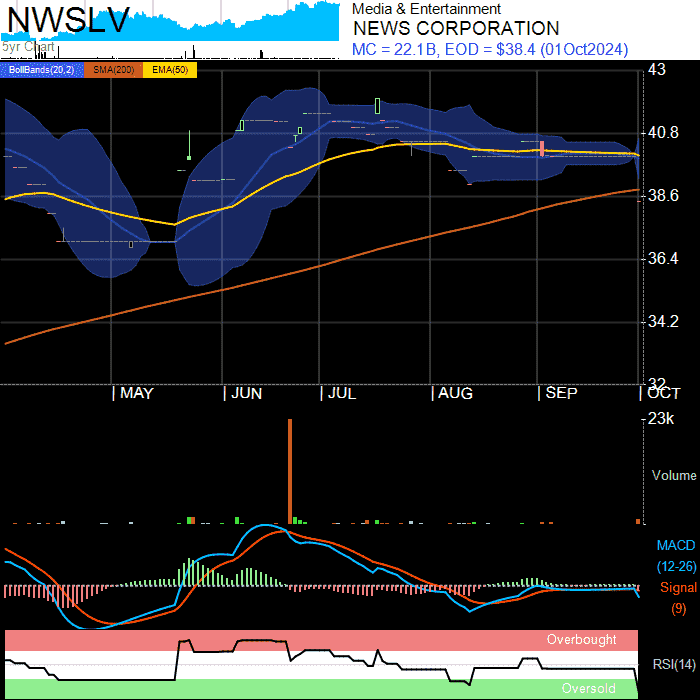 NWSLV
5yr Chart
Media & Entertainment
NEWS CORPORATION
MC = 22.1B, EOD = $38.4 (01Oct2024)
BollBands(20,2) SMA(200) EMA(50)
43
40.8
38.6
36.4
34.2
32
MAY JUN JUL AUG SEP OCT
23k
Volume
MACD
(12-26)
Signal
(9)
Overbought
RSI(14)
Oversold